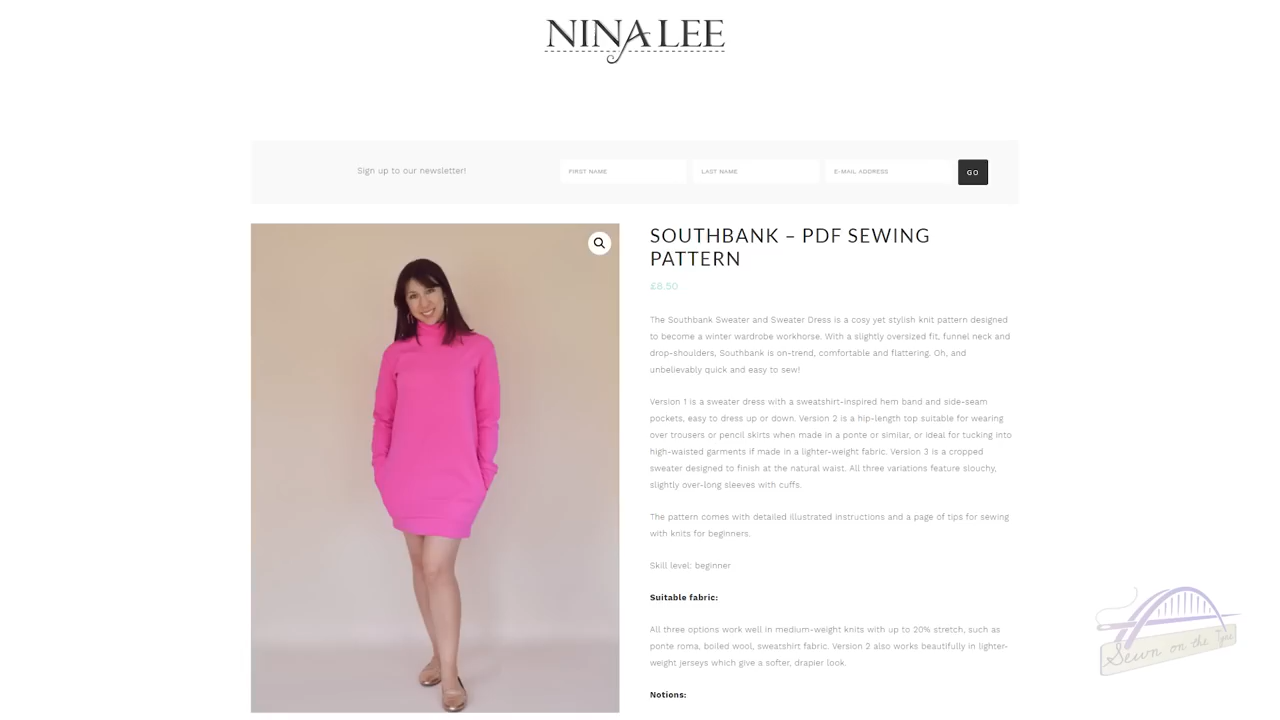 NINA LEE
Sign up to our newsletter!
FIRST NAME
LAST NAME
E-MAIL ADDRESS
GO
SOUTHBANK – PDF SEWING
PATTERN
£8.50
The Southbank Sweater and Sweater Dress is a cosy yet stylish knit pattern designed
to become a winter wardrobe workhorse. With a slightly oversized fit, funnel neck and
drop-shoulders, Southbank is on-trend, comfortable and flattering. Oh, and
unbelievably quick and easy to sew!
Version 1 is a sweater dress with a sweatshirt-inspired hem band and side-seam
pockets, easy to dress up or down. Version 2 is a hip-length top suitable for wearing
over trousers or pencil skirts when made in a ponte or similar, or ideal for tucking into
high-waisted garments if made in a lighter-weight fabric. Version 3 is a cropped
sweater designed to finish at the natural waist. All three variations feature slouchy,
slightly over-long sleeves with cuffs.
The pattern comes with detailed illustrated instructions and a page of tips for sewing
with knits for beginners.
Skill level: beginner
Suitable fabric:
All three options work well in medium-weight knits with up to 20% stretch, such as
ponte roma, boiled wool, sweatshirt fabric. Version 2 also works beautifully in lighter-
weight jerseys which give a softer, drapier look.
Notions:
Sewn on the Tyne